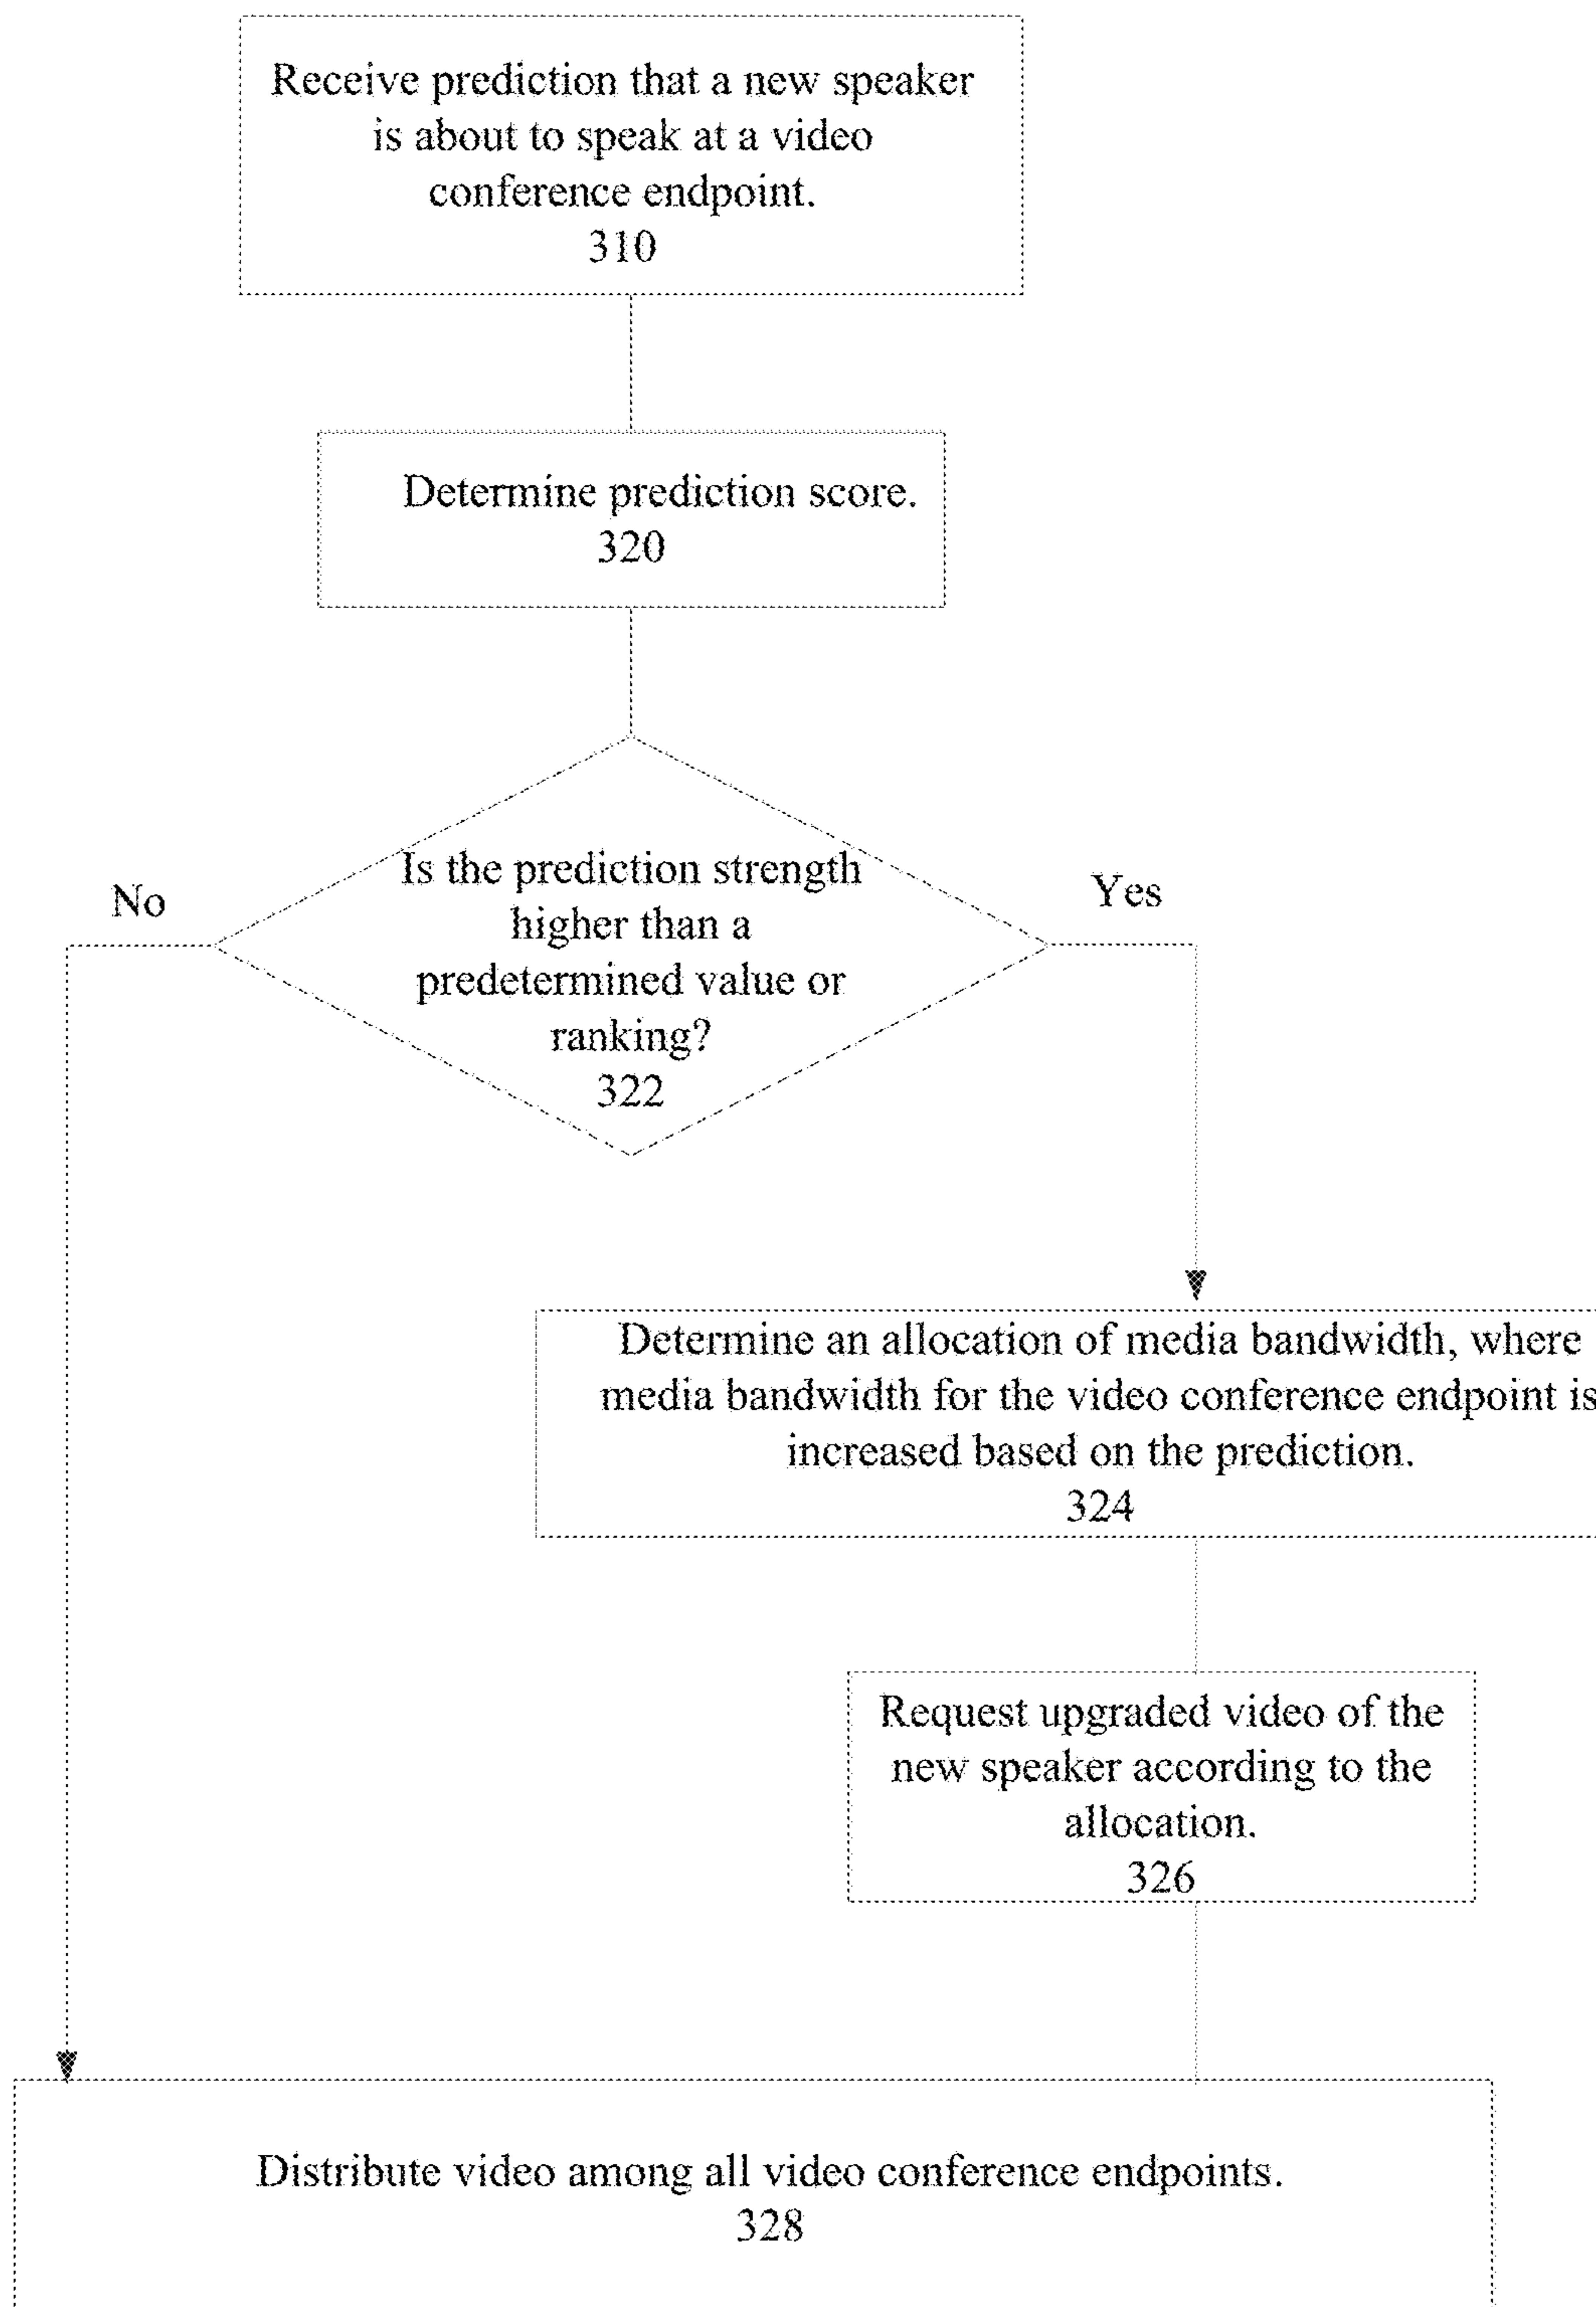 Receive prediction that a new speaker
is about to speak at a video
conference endpoint.
310
Determine prediction score.
320
Is the prediction strength
higher than a
predetermined value or
ranking?
322
No
Yes
Determine an allocation of media bandwidth, where
media bandwidth for the video conference endpoint is
increased based on the prediction.
324
Request upgraded video of the
new speaker according to the
allocation.
326
Distribute video among all video conference endpoints.
328